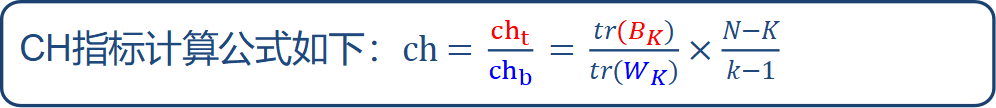 CH指标计算公式如下：ch = ch_t / ch_b = tr(B_K) / tr(W_K) × N−K / k−1